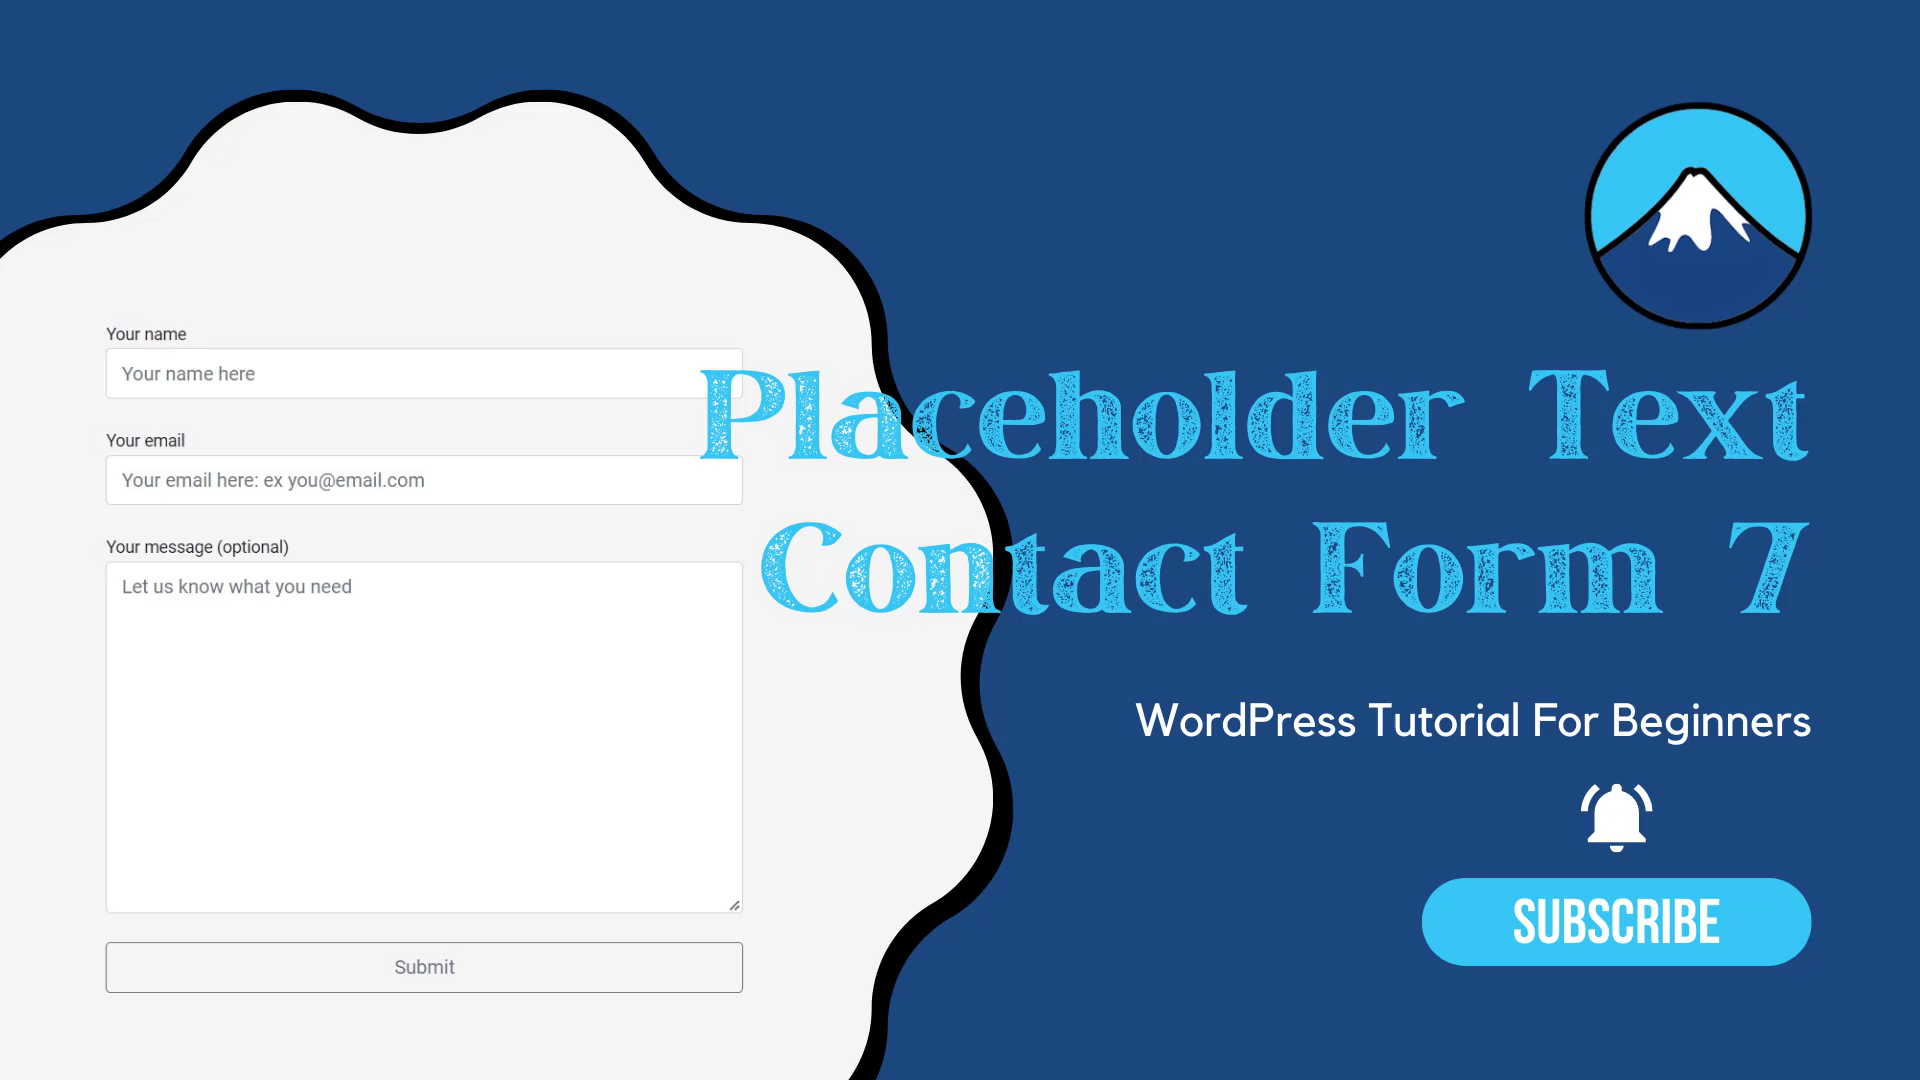 Your name
Your name here
Your email
Your email here: ex you@email.com
Your message (optional)
Let us know what you need
Submit
Placeholder Text
Contact Form 7
WordPress Tutorial For Beginners
SUBSCRIBE